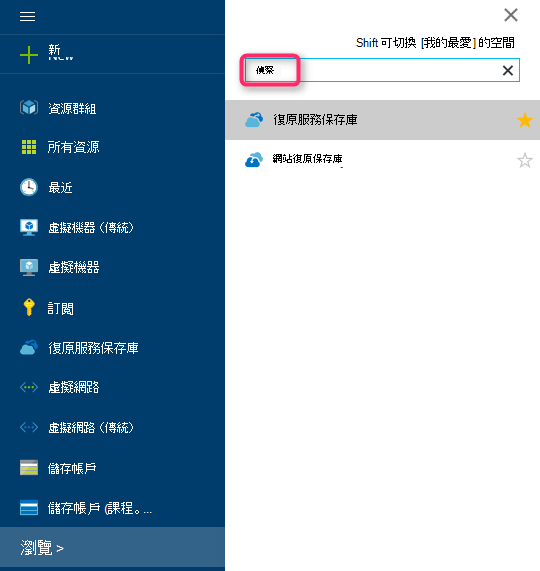 Shift 可切換 [我的最愛] 的空間
新
New
偵察
資源群組
復原服務保存庫
所有資源
網站復原保存庫
最近
虛擬機器 (傳統)
虛擬機器
訂閱
復原服務保存庫
虛擬網路
虛擬網路 (傳統)
儲存帳戶
儲存帳戶 (課程。...
瀏覽 >